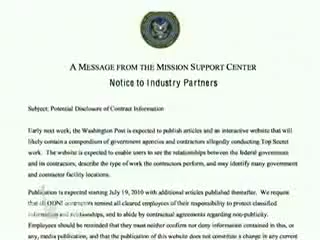 A MESSAGE FROM THE MISSION SUPPORT CENTER
Notice to Industry Partners
Subject: Potential Disclosure of Contract Information
Early next week, the Washington Post is expected to publish articles and an interactive website that will
likely contain a compendium of government agencies and contractors allegedly conducting Top Secret
work. The website is expected to enable users to see the relationships between the federal government
and its contractors, describe the type of work the contractors perform, and may identify many government
and contractor facility locations.
Publication is expected starting July 19, 2010 with additional articles published thereafter. We request
that all ODNI contractors remind all cleared employees of their responsibility to protect classified
information and relationships, and to abide by contractual agreements regarding non-publicity.
Employees should be reminded that they must neither confirm nor deny information contained in this, or
any, media publication, and that the publication of this website does not constitute a change in any current